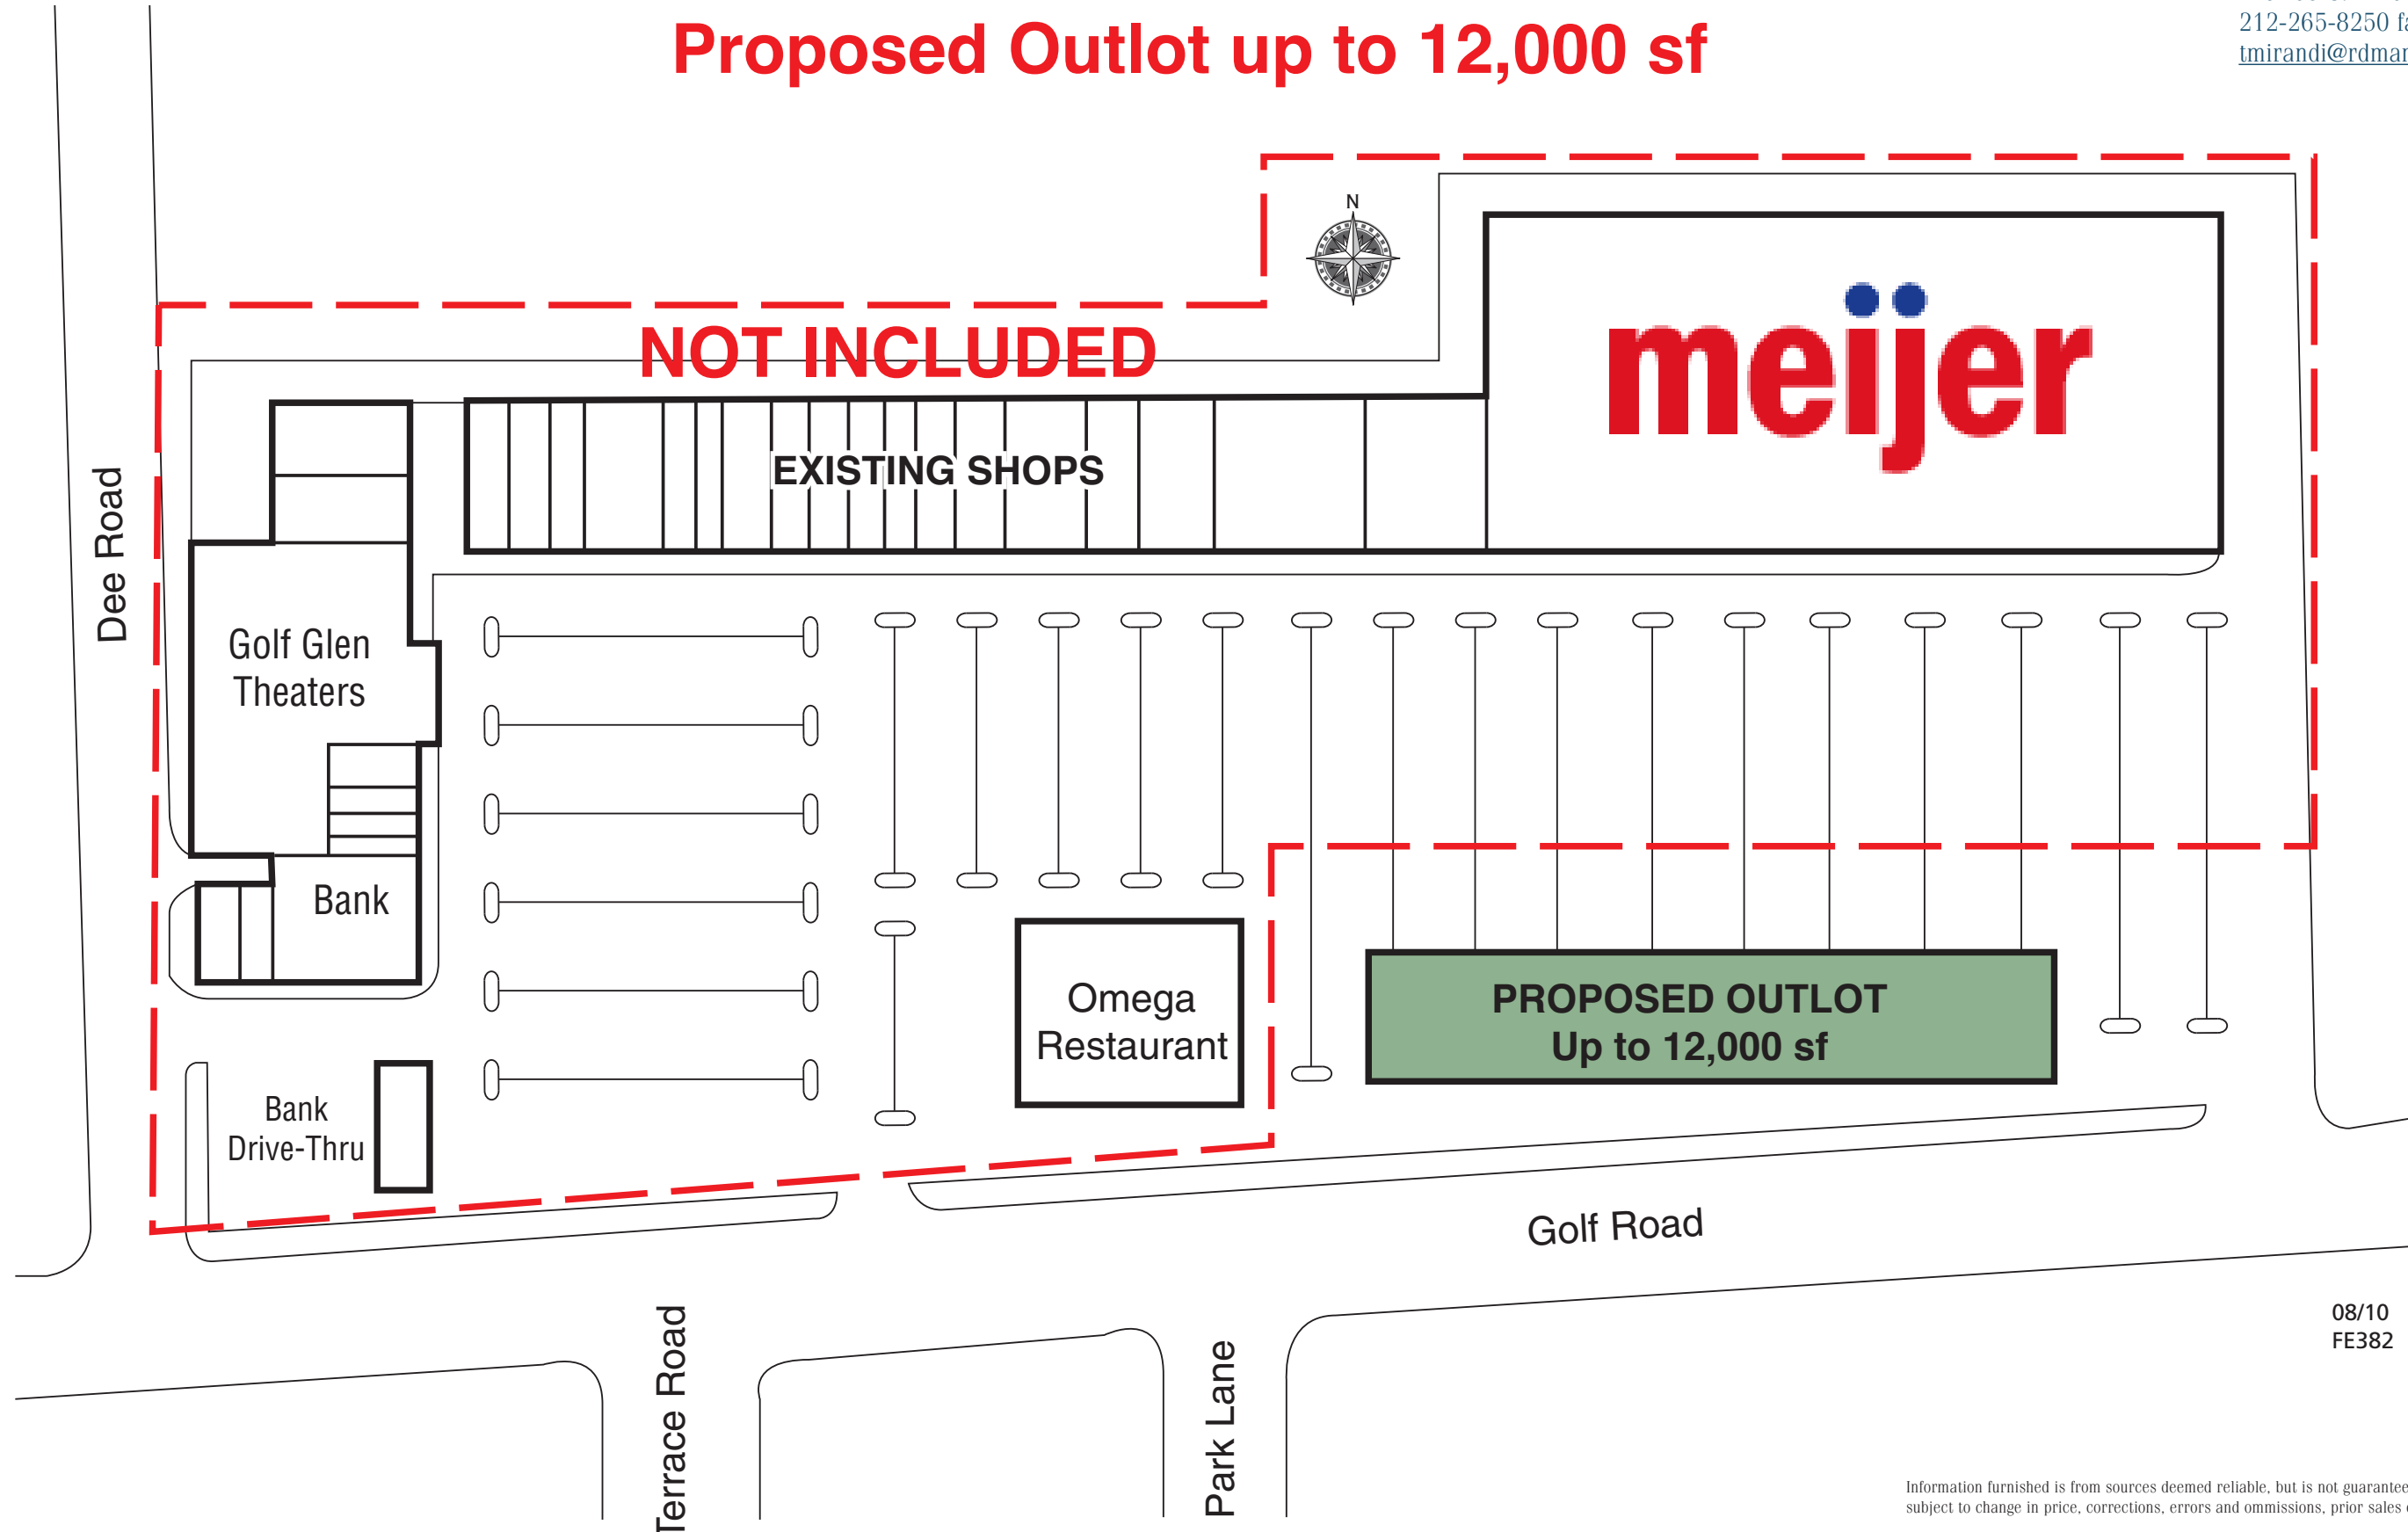 Proposed Outlot up to 12,000 sf
212-265-8250
N
NOT INCLUDED
meijer
EXISTING SHOPS
Dee Road
Golf Glen
Theaters
Bank
Omega
Restaurant
PROPOSED OUTLOT
Up to 12,000 sf
Bank
Drive-Thru
Golf Road
Terrace Road
Park Lane
08/10
FE382
Information furnished is from sources deemed reliable, but is not
subject to change in price, corrections, errors and ommissions, prior sales